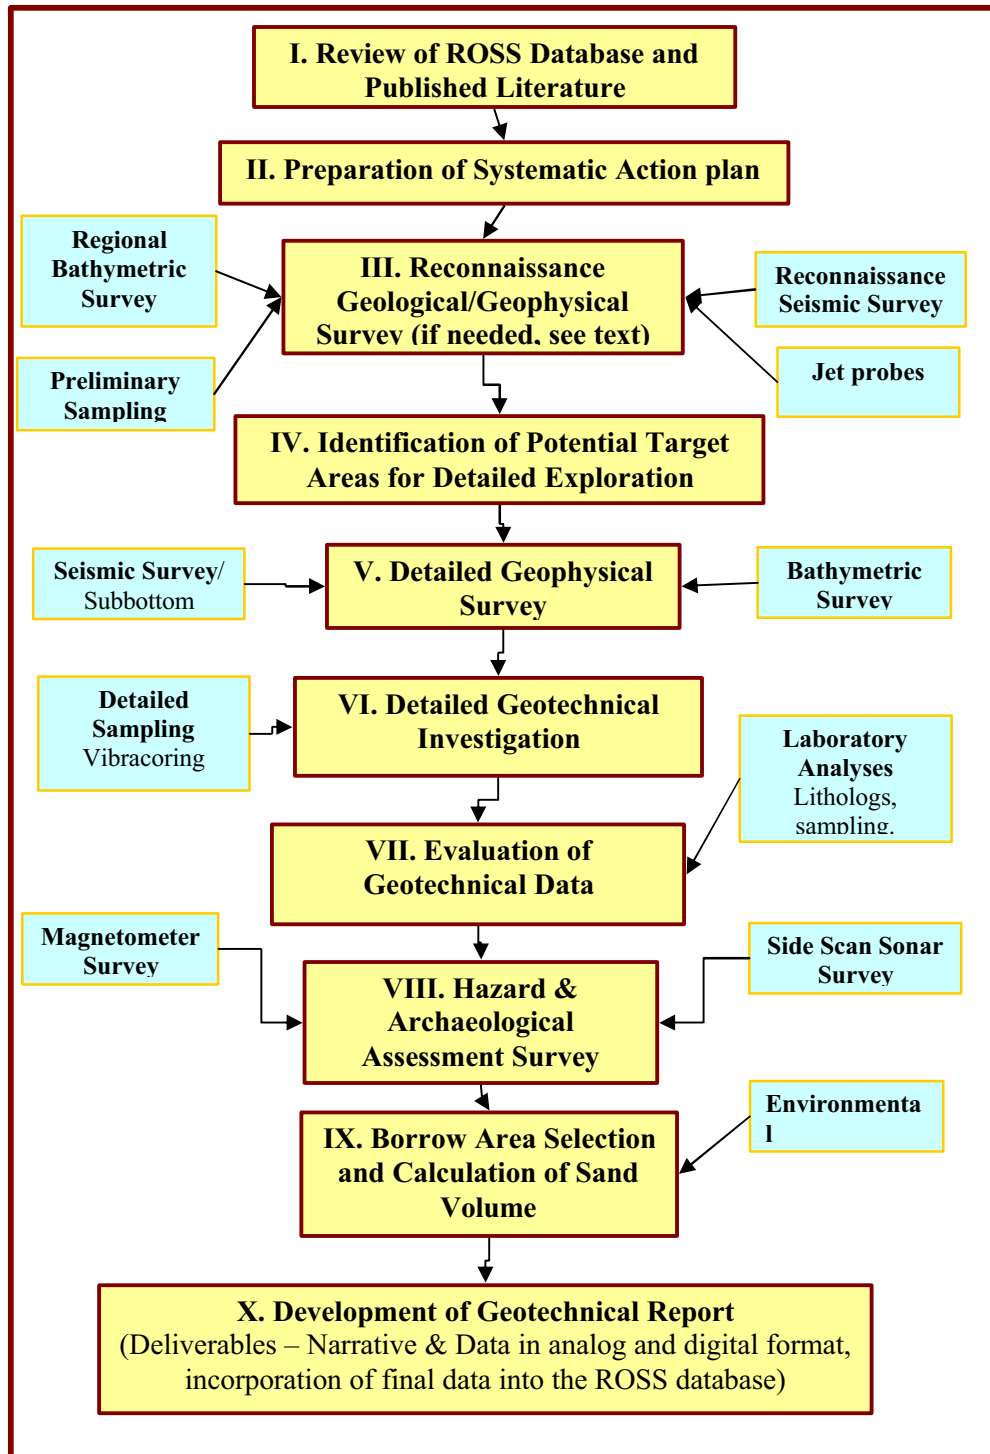 I. Review of ROSS Database and
Published Literature
II. Preparation of Systematic Action plan
Regional
Bathymetric
Survey
III. Reconnaissance
Geological/Geophysical
Survey (if needed, see text)
Reconnaissance
Seismic Survey
Preliminary
Sampling
Jet probes
IV. Identification of Potential Target
Areas for Detailed Exploration
Seismic Survey/
Subbottom
V. Detailed Geophysical
Survey
Bathymetric
Survey
Detailed
Sampling
Vibracoring
VI. Detailed Geotechnical
Investigation
Laboratory
Analyses
Lithologs,
sampling.
VII. Evaluation of
Geotechnical Data
Magnetometer
Survey
VIII. Hazard &
Archaeological
Assessment Survey
Side Scan Sonar
Survey
Environmenta
l
IX. Borrow Area Selection
and Calculation of Sand
Volume
X. Development of Geotechnical Report
(Deliverables – Narrative & Data in analog and digital format,
incorporation of final data into the ROSS database)